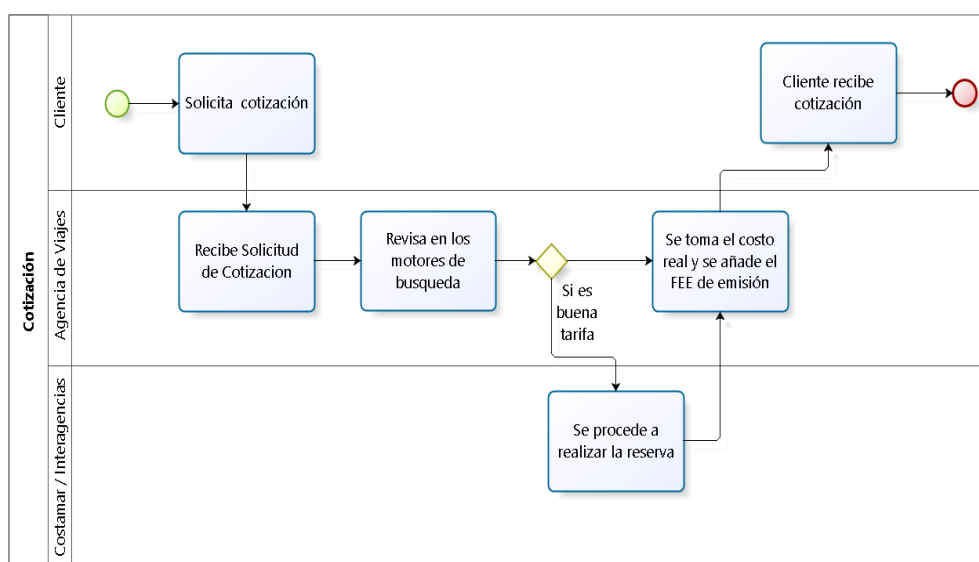 Cotización
Cliente
Solicita cotización
Cliente recibe
cotización
Agencia de Viajes
Recibe Solicitud
de Cotizacion
Revisa en los
motores de
busqueda
Si es
buena
tarifa
Se toma el costo
real y se añade el
FEE de emisión
Costamar / Interagencias
Se procede a
realizar la reserva